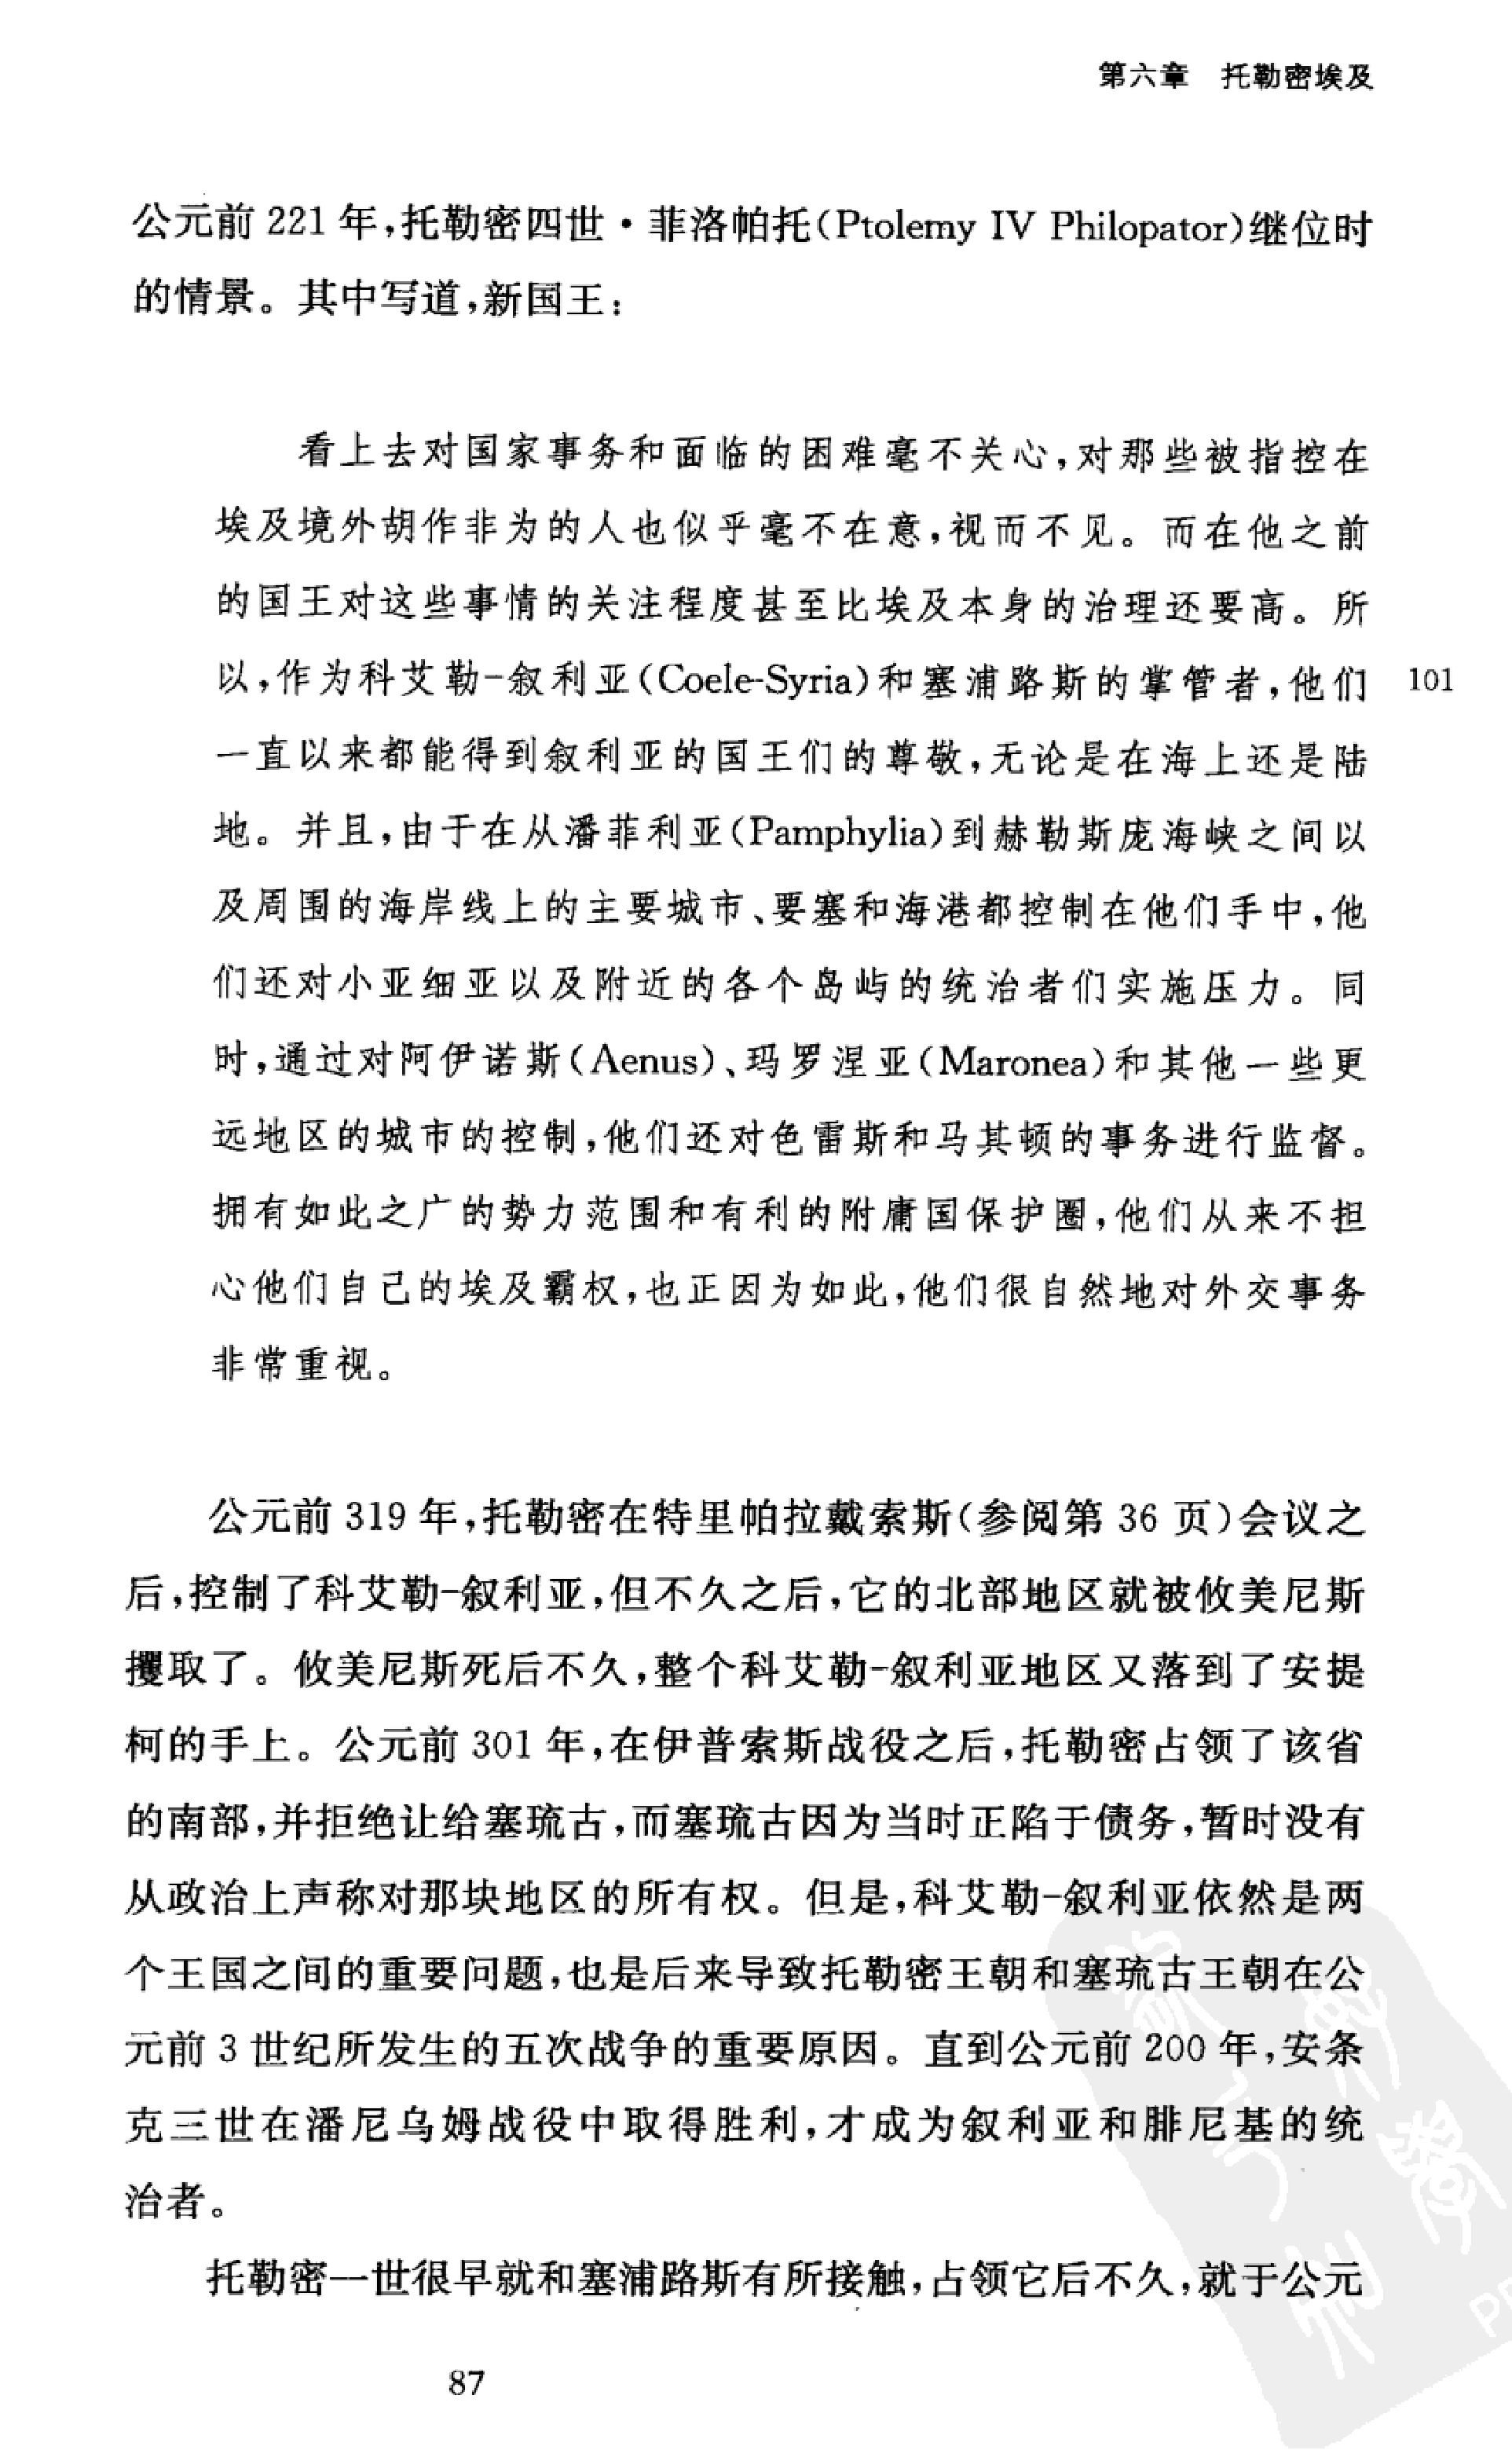 第六章 托勒密埃及
公元前 221 年,托勒密四世·菲洛帕托(Ptolemy IV Philopator)继位时
的情景。其中写道,新国王:
看上去对国家事务和面临的困难毫不关心,对那些被指控在
埃及境外胡作非为的人也似乎毫不在意,视而不见。而在他之前
的国王对这些事情的关注程度甚至比埃及本身的治理还要高。所
以,作为科艾勒-叙利亚(Coele-Syria)和塞浦路斯的掌管者,他们 101
一直以来都能得到叙利亚的国王们的尊敬,无论是在海上还是陆
地。并且,由于在从潘菲利亚(Pamphylia)到赫勒斯庞海峡之间以
及周围的海岸线上的主要城市、要塞和海港都控制在他们手中,他
们还对小亚细亚以及附近的各个岛屿的统治者们实施压力。同
时,通过对阿伊诺斯(Aenus)、玛罗涅亚(Maronea)和其他一些更
远地区的城市的控制,他们还对色雷斯和马其顿的事务进行监督。
拥有如此之广的势力范围和有利的附庸国保护圈,他们从来不担
心他们自己的埃及霸权,也正因为如此,他们很自然地对外交事务
非常重视。
公元前 319 年,托勒密在特里帕拉戴索斯(参阅第 36 页)会议之
后,控制了科艾勒-叙利亚,但不久之后,它的北部地区就被攸美尼斯
攫取了。攸美尼斯死后不久,整个科艾勒-叙利亚地区又落到了安提
柯的手上。公元前 301 年,在伊普索斯战役之后,托勒密占领了该省
的南部,并拒绝让给塞琉古,而塞琉古因为当时正陷于债务,暂时没有
从政治上声称对那块地区的所有权。但是,科艾勒-叙利亚依然是两
个王国之间的重要问题,也是后来导致托勒密王朝和塞琉古王朝在公
元前 3 世纪所发生的五次战争的重要原因。直到公元前 200 年,安条
克三世在潘尼乌姆战役中取得胜利,才成为叙利亚和腓尼基的统
治者。
托勒密一世很早就和塞浦路斯有所接触,占领它后不久,就于公元
87